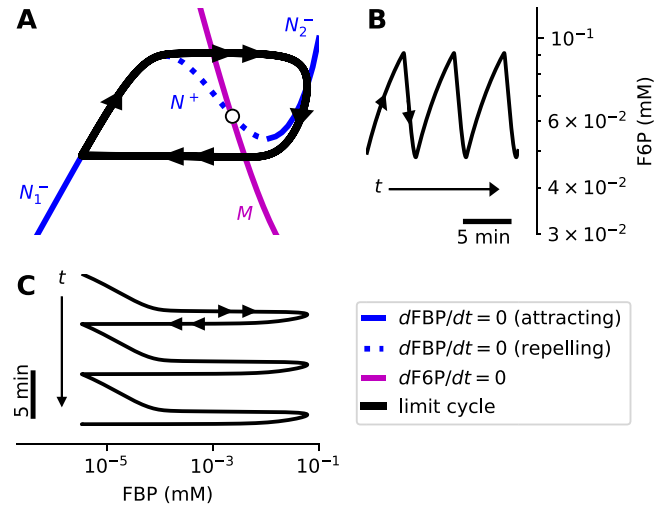 A
N₂⁻
N⁺
N₁⁻
M
B
10⁻¹
6 × 10⁻²
4 × 10⁻²
3 × 10⁻²
F6P (mM)
t
5 min
C
t
5 min
10⁻⁵
10⁻³
10⁻¹
FBP (mM)
dFBP/dt = 0 (attracting)
dFBP/dt = 0 (repelling)
dF6P/dt = 0
limit cycle